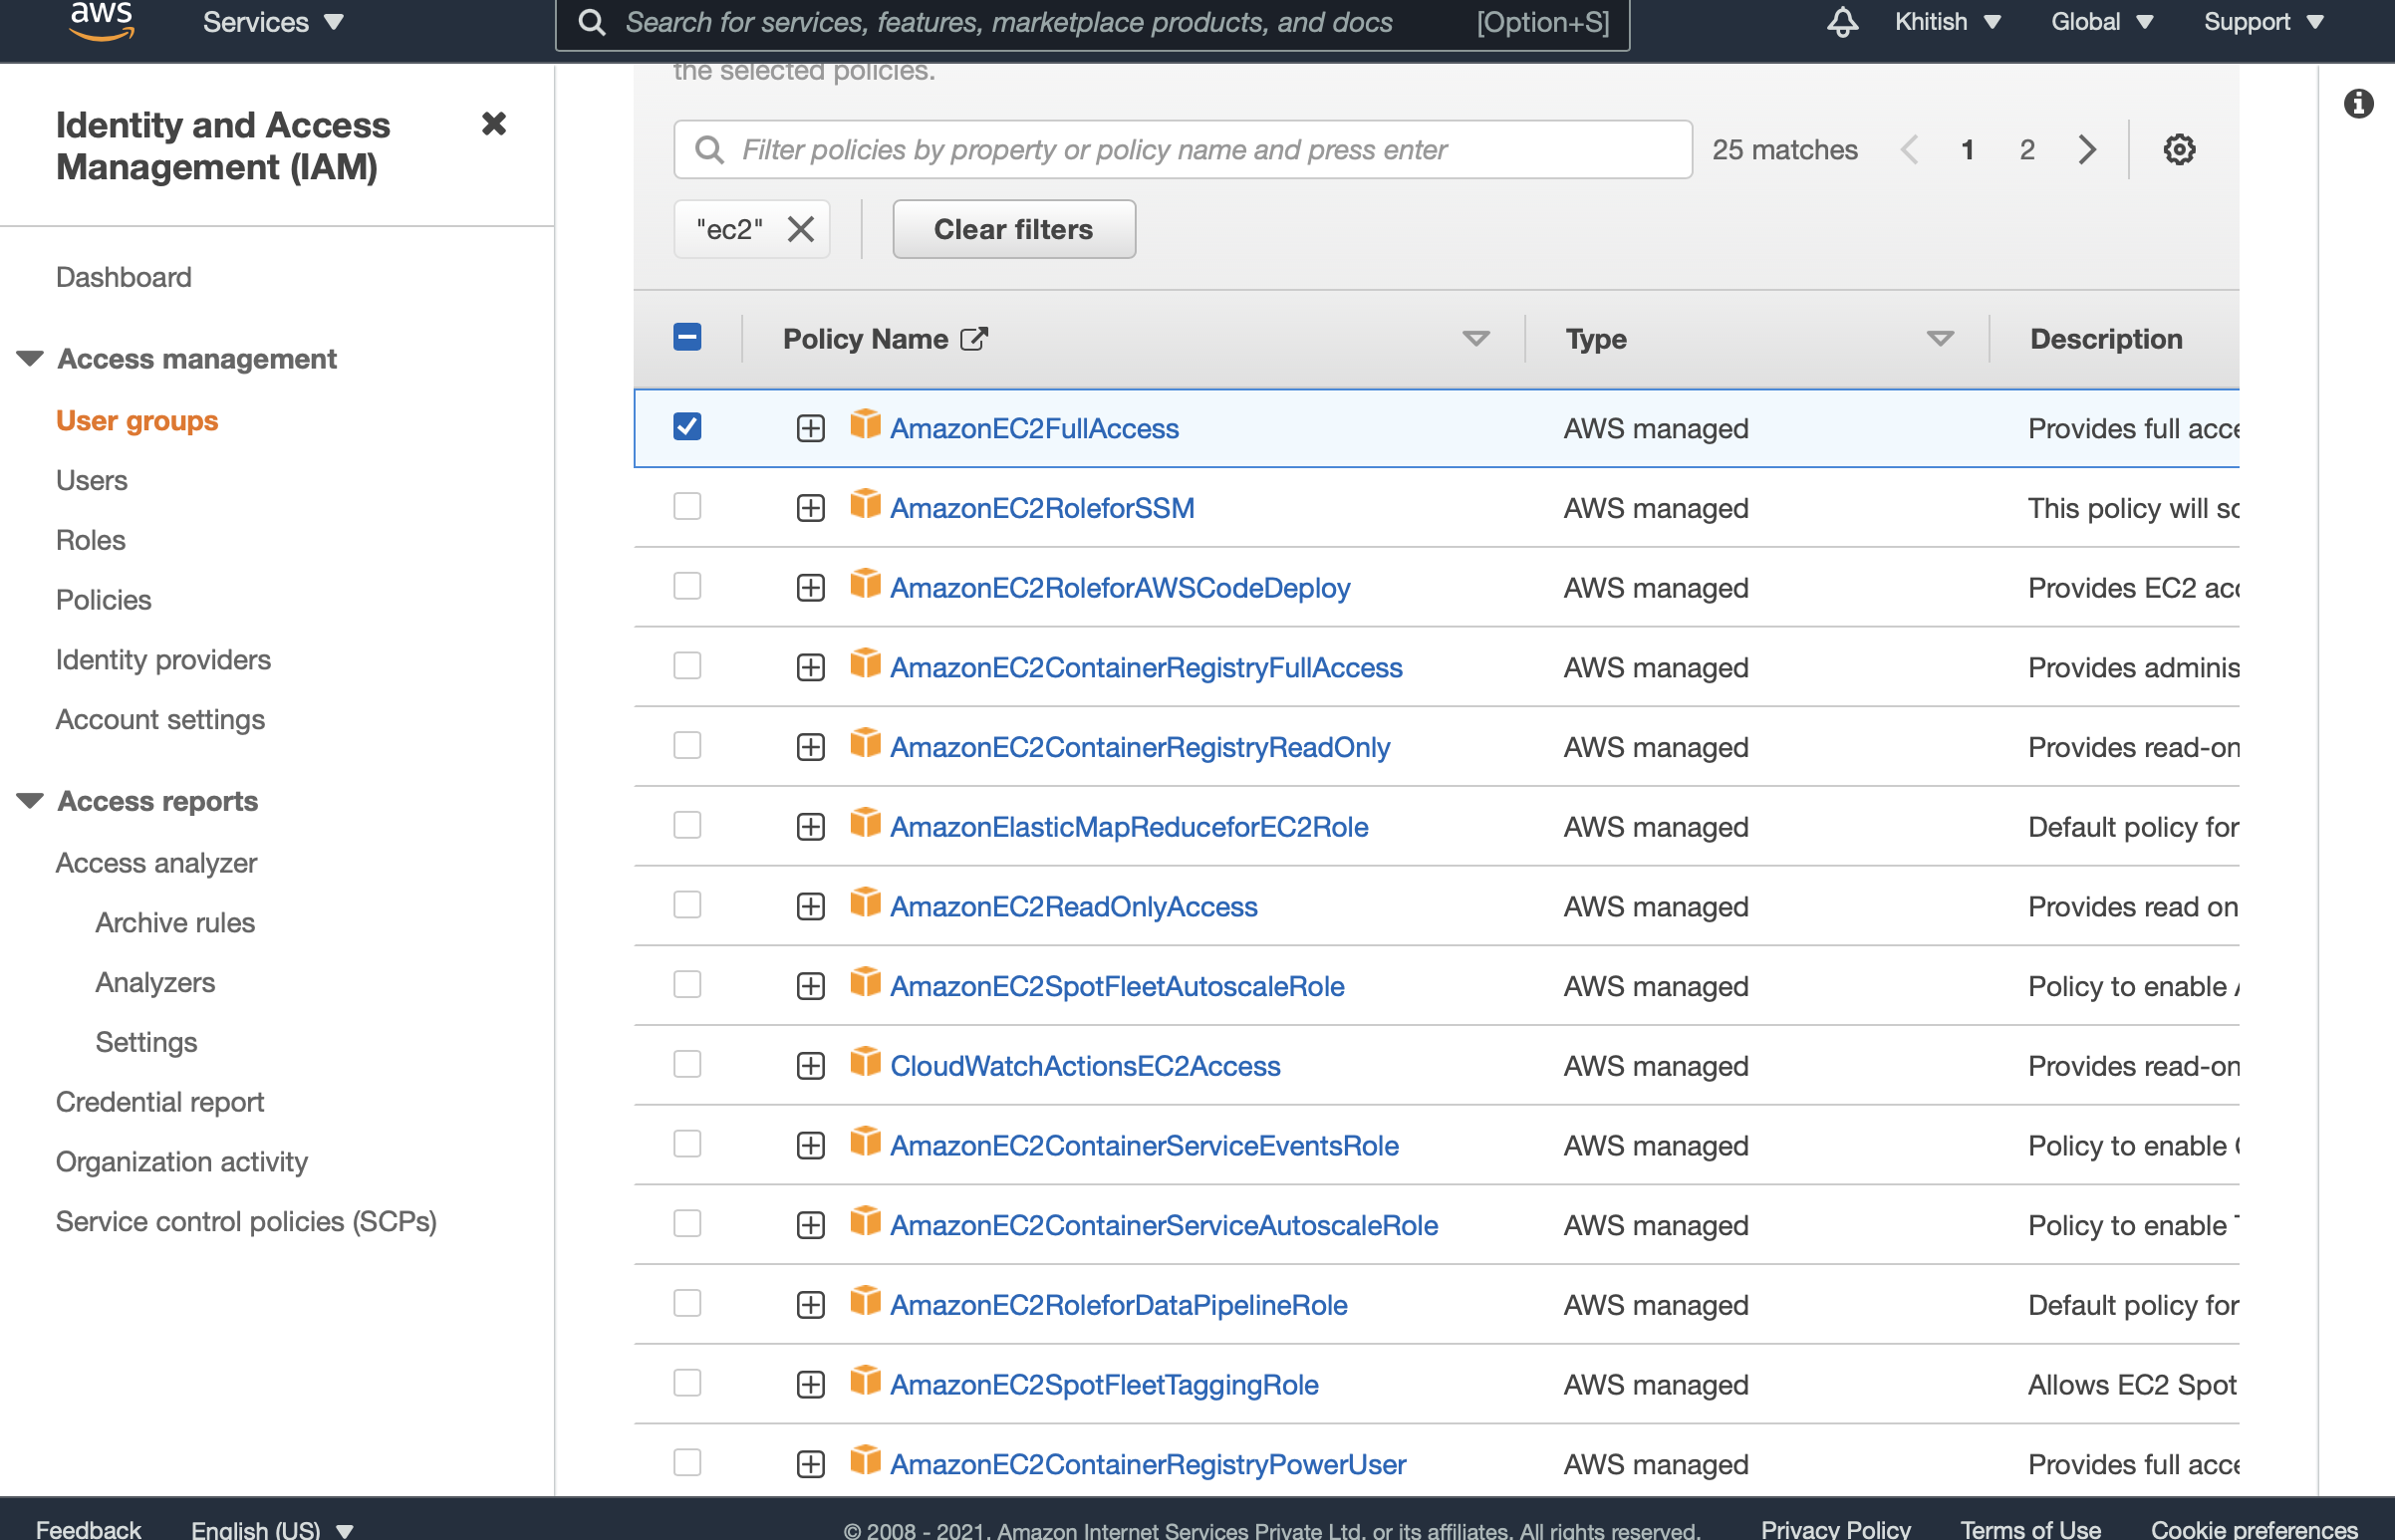 aws
Services
Search for services, features, marketplace products, and docs [Option+S]
Khitish
Global
Support
Identity and Access
Management (IAM)
Dashboard
Access management
User groups
Users
Roles
Policies
Identity providers
Account settings
Access reports
Access analyzer
Archive rules
Analyzers
Settings
Credential report
Organization activity
Service control policies (SCPs)
the selected policies.
Filter policies by property or policy name and press enter
25 matches 1 2
"ec2" Clear filters
Policy Name Type Description
AmazonEC2FullAccess AWS managed Provides full acce
AmazonEC2RoleforSSM AWS managed This policy will so
AmazonEC2RoleforAWSCodeDeploy AWS managed Provides EC2 acc
AmazonEC2ContainerRegistryFullAccess AWS managed Provides adminis
AmazonEC2ContainerRegistryReadOnly AWS managed Provides read-on
AmazonElasticMapReduceforEC2Role AWS managed Default policy for
AmazonEC2ReadOnlyAccess AWS managed Provides read on
AmazonEC2SpotFleetAutoscaleRole AWS managed Policy to enable
CloudWatchActionsEC2Access AWS managed Provides read-on
AmazonEC2ContainerServiceEventsRole AWS managed Policy to enable
AmazonEC2ContainerServiceAutoscaleRole AWS managed Policy to enable
AmazonEC2RoleforDataPipelineRole AWS managed Default policy for
AmazonEC2SpotFleetTaggingRole AWS managed Allows EC2 Spot
AmazonEC2ContainerRegistryPowerUser AWS managed Provides full acce
Feedback English (US) © 2008 - 2021, Amazon Internet Services Private Ltd. or its affiliates. All rights reserved. Privacy Policy Terms of Use Cookie preferences